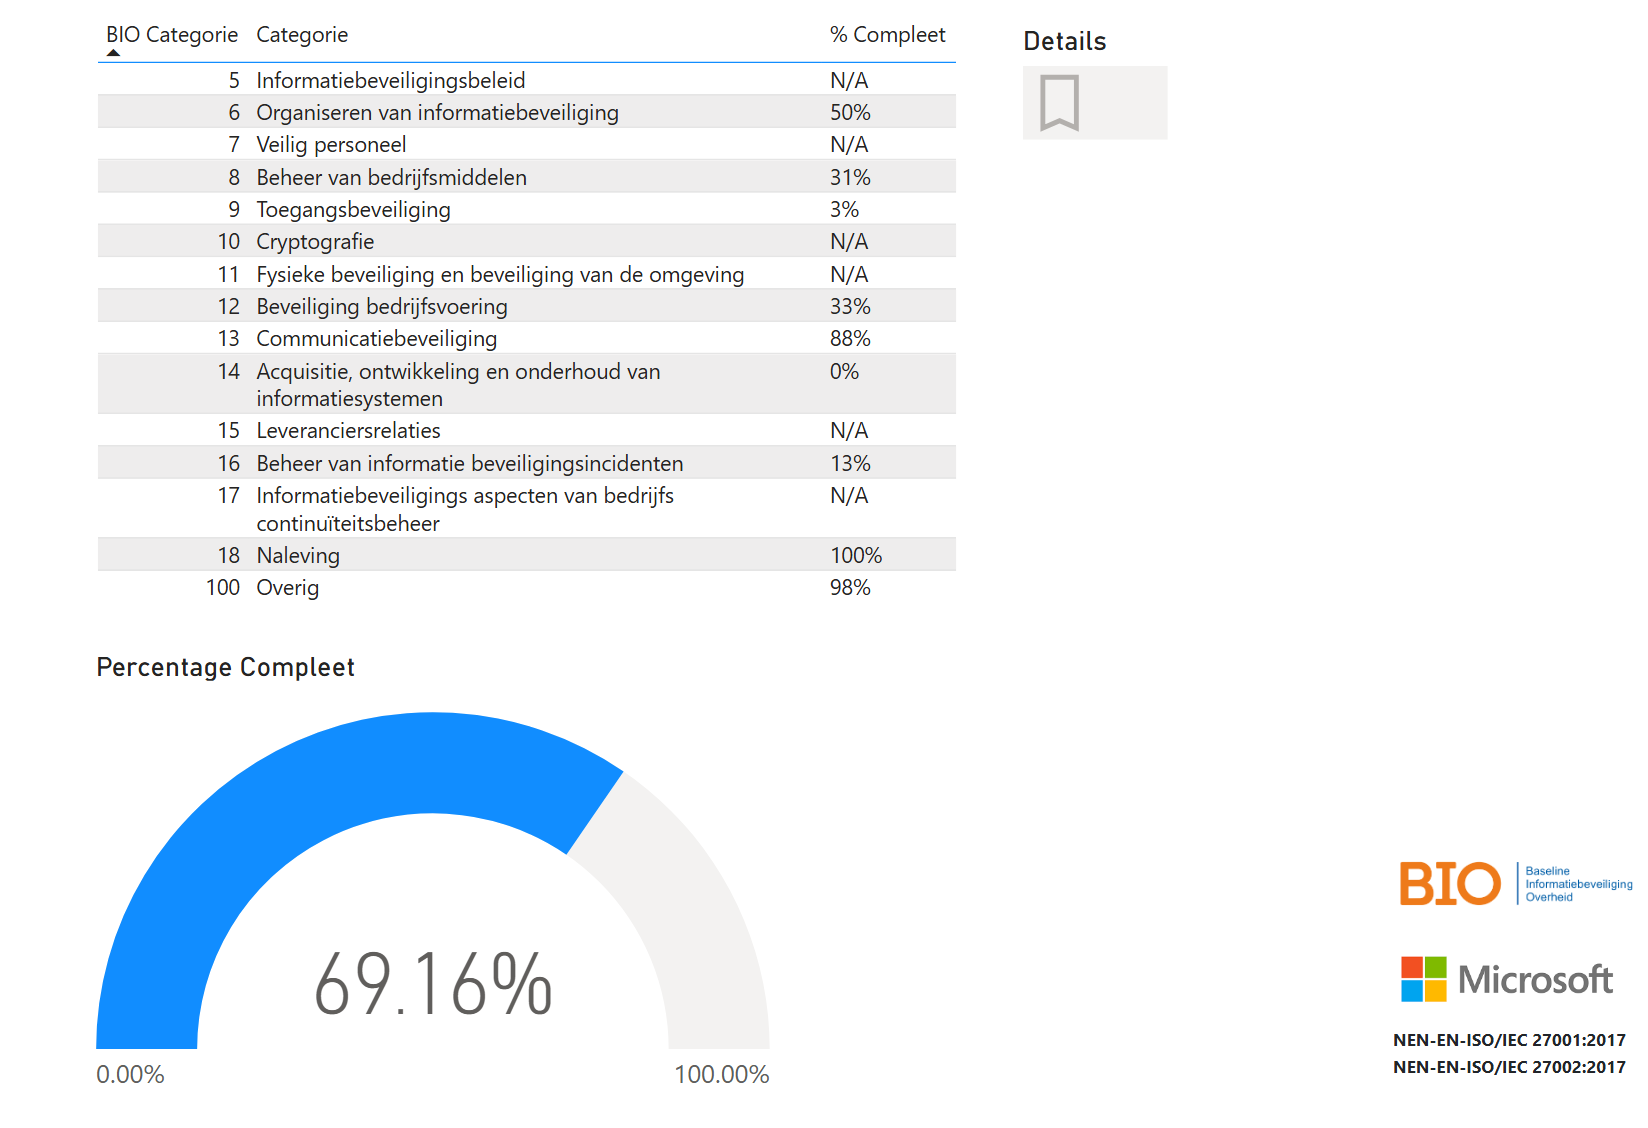 BIO Categorie Categorie % Compleet
5 Informatiebeveiligingsbeleid N/A
6 Organiseren van informatiebeveiliging 50%
7 Veilig personeel N/A
8 Beheer van bedrijfsmiddelen 31%
9 Toegangsbeveiliging 3%
10 Cryptografie N/A
11 Fysieke beveiliging en beveiliging van de omgeving N/A
12 Beveiliging bedrijfsvoering 33%
13 Communicatiebeveiliging 88%
14 Acquisitie, ontwikkeling en onderhoud van 0%
informatiesystemen
15 Leveranciersrelaties N/A
16 Beheer van informatie beveiligingsincidenten 13%
17 Informatiebeveiligings aspecten van bedrijfs N/A
continuïteitsbeheer
18 Naleving 100%
100 Overig 98%
Details
Percentage Compleet
69.16%
0.00% 100.00%
BIO
Baseline
Informatiebeveiliging
Overheid
Microsoft
NEN-EN-ISO/IEC 27001:2017
NEN-EN-ISO/IEC 27002:2017